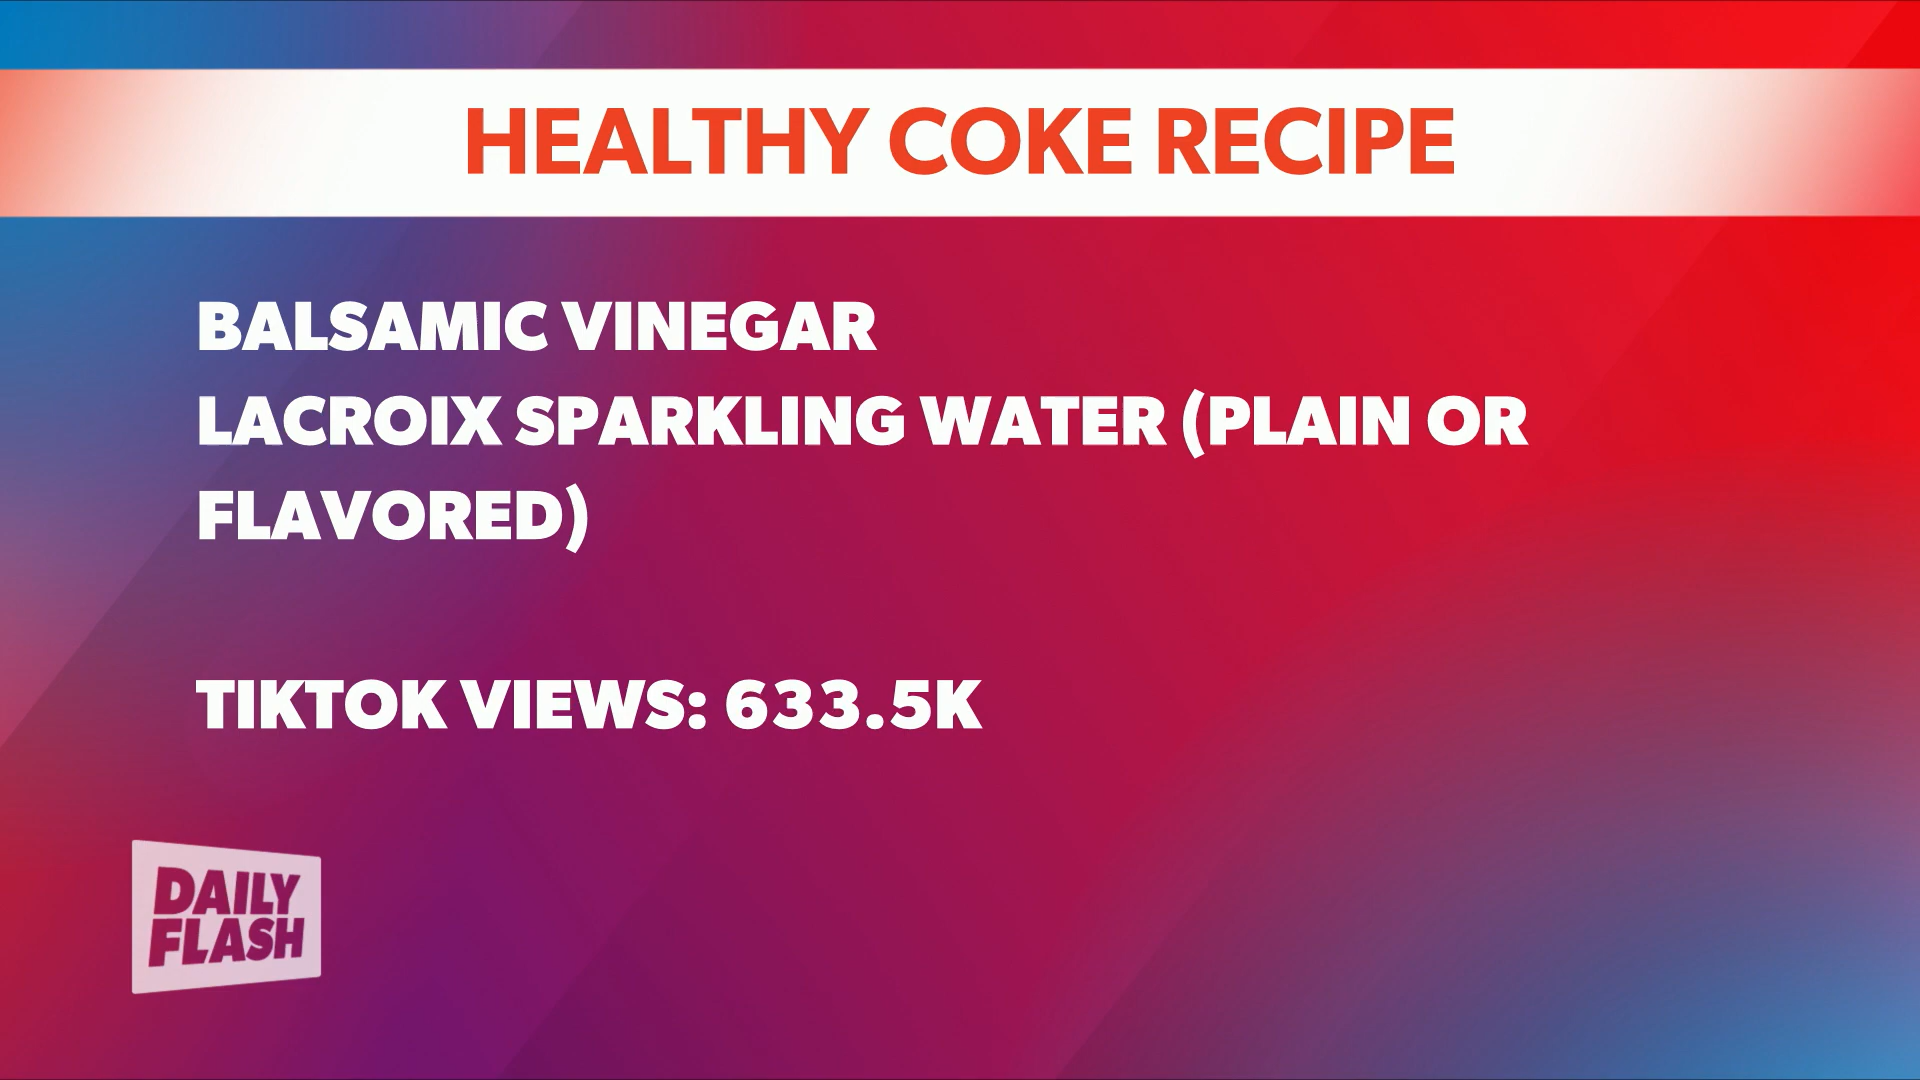 HEALTHY COKE RECIPE
BALSAMIC VINEGAR
LACROIX SPARKLING WATER (PLAIN OR
FLAVORED)
TIKTOK VIEWS: 633.5K
DAILY
FLASH